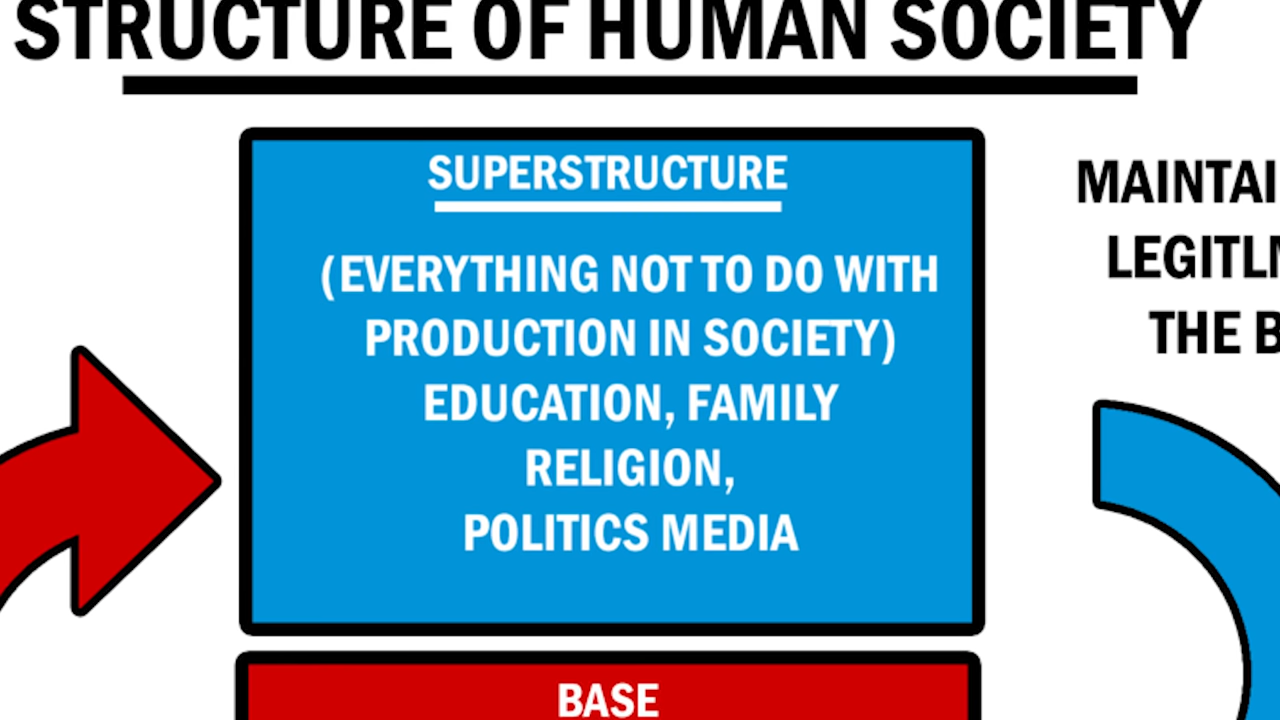 STRUCTURE OF HUMAN SOCIETY
SUPERSTRUCTURE
(EVERYTHING NOT TO DO WITH
PRODUCTION IN SOCIETY)
EDUCATION, FAMILY
RELIGION,
POLITICS MEDIA
THE
BASE